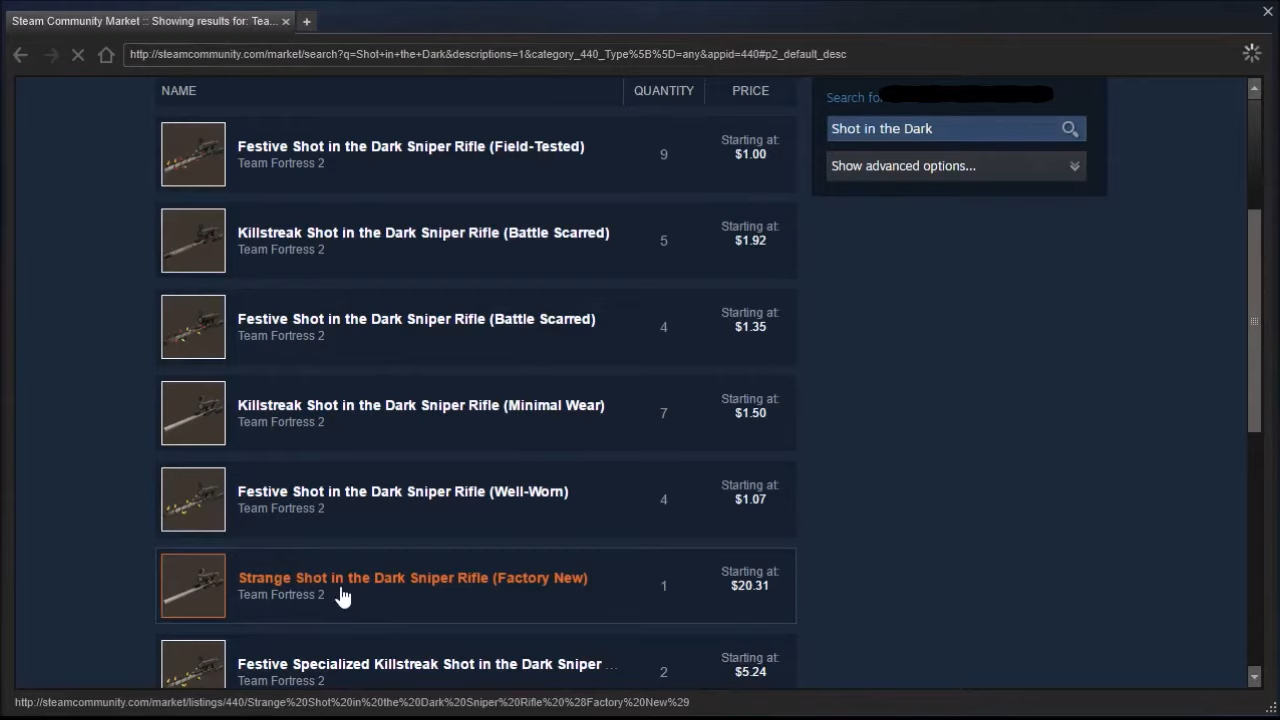 Steam Community Market :: Showing results for: Tea...
http://steamcommunity.com/market/search?q=Shot+in+the+Dark&descriptions=1&category_440_Type%5B%5D=any&appid=440#p2_default_desc
NAME QUANTITY PRICE
Festive Shot in the Dark Sniper Rifle (Field-Tested)
Team Fortress 2
9
Starting at:
$1.00
Killstreak Shot in the Dark Sniper Rifle (Battle Scarred)
Team Fortress 2
5
Starting at:
$1.92
Festive Shot in the Dark Sniper Rifle (Battle Scarred)
Team Fortress 2
4
Starting at:
$1.35
Killstreak Shot in the Dark Sniper Rifle (Minimal Wear)
Team Fortress 2
7
Starting at:
$1.50
Festive Shot in the Dark Sniper Rifle (Well-Worn)
Team Fortress 2
4
Starting at:
$1.07
Strange Shot in the Dark Sniper Rifle (Factory New)
Team Fortress 2
1
Starting at:
$20.31
Festive Specialized Killstreak Shot in the Dark Sniper ...
Team Fortress 2
2
Starting at:
$5.24
Search fo
Shot in the Dark
Show advanced options...
http://steamcommunity.com/market/listings/440/Strange%20Shot%20in%20the%20Dark%20Sniper%20Rifle%20%28Factory%20New%29